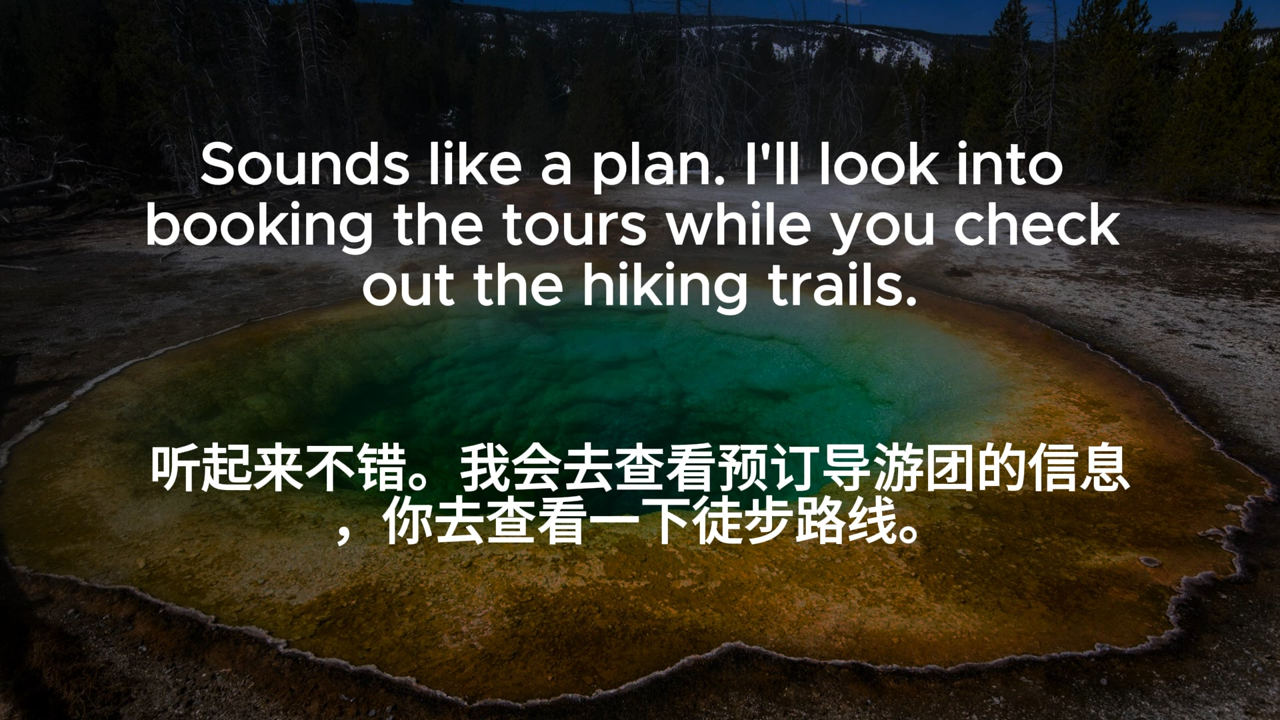 Sounds like a plan. I'll look into
booking the tours while you check
out the hiking trails.
听起来不错。我会去查看预订导游团的信息
，你去查看一下徒步路线。